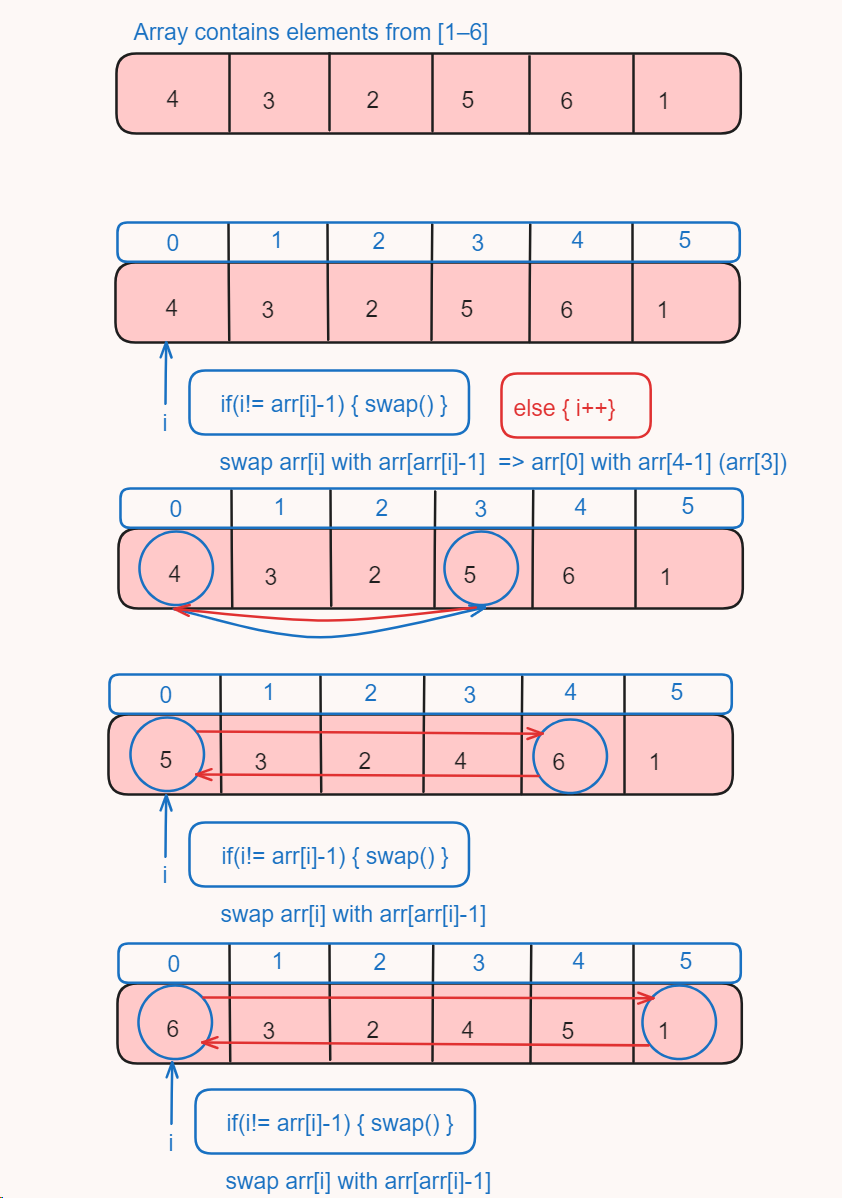 Array contains elements from [1–6]
4 3 2 5 6 1
0 1 2 3 4 5
4 3 2 5 6 1
i
if(i!= arr[i]-1) { swap() }
else { i++}
swap arr[i] with arr[arr[i]-1]  => arr[0] with arr[4-1] (arr[3])
0 1 2 3 4 5
4 3 2 5 6 1
0 1 2 3 4 5
5 3 2 4 6 1
i
if(i!= arr[i]-1) { swap() }
swap arr[i] with arr[arr[i]-1]
0 1 2 3 4 5
6 3 2 4 5 1
i
if(i!= arr[i]-1) { swap() }
swap arr[i] with arr[arr[i]-1]